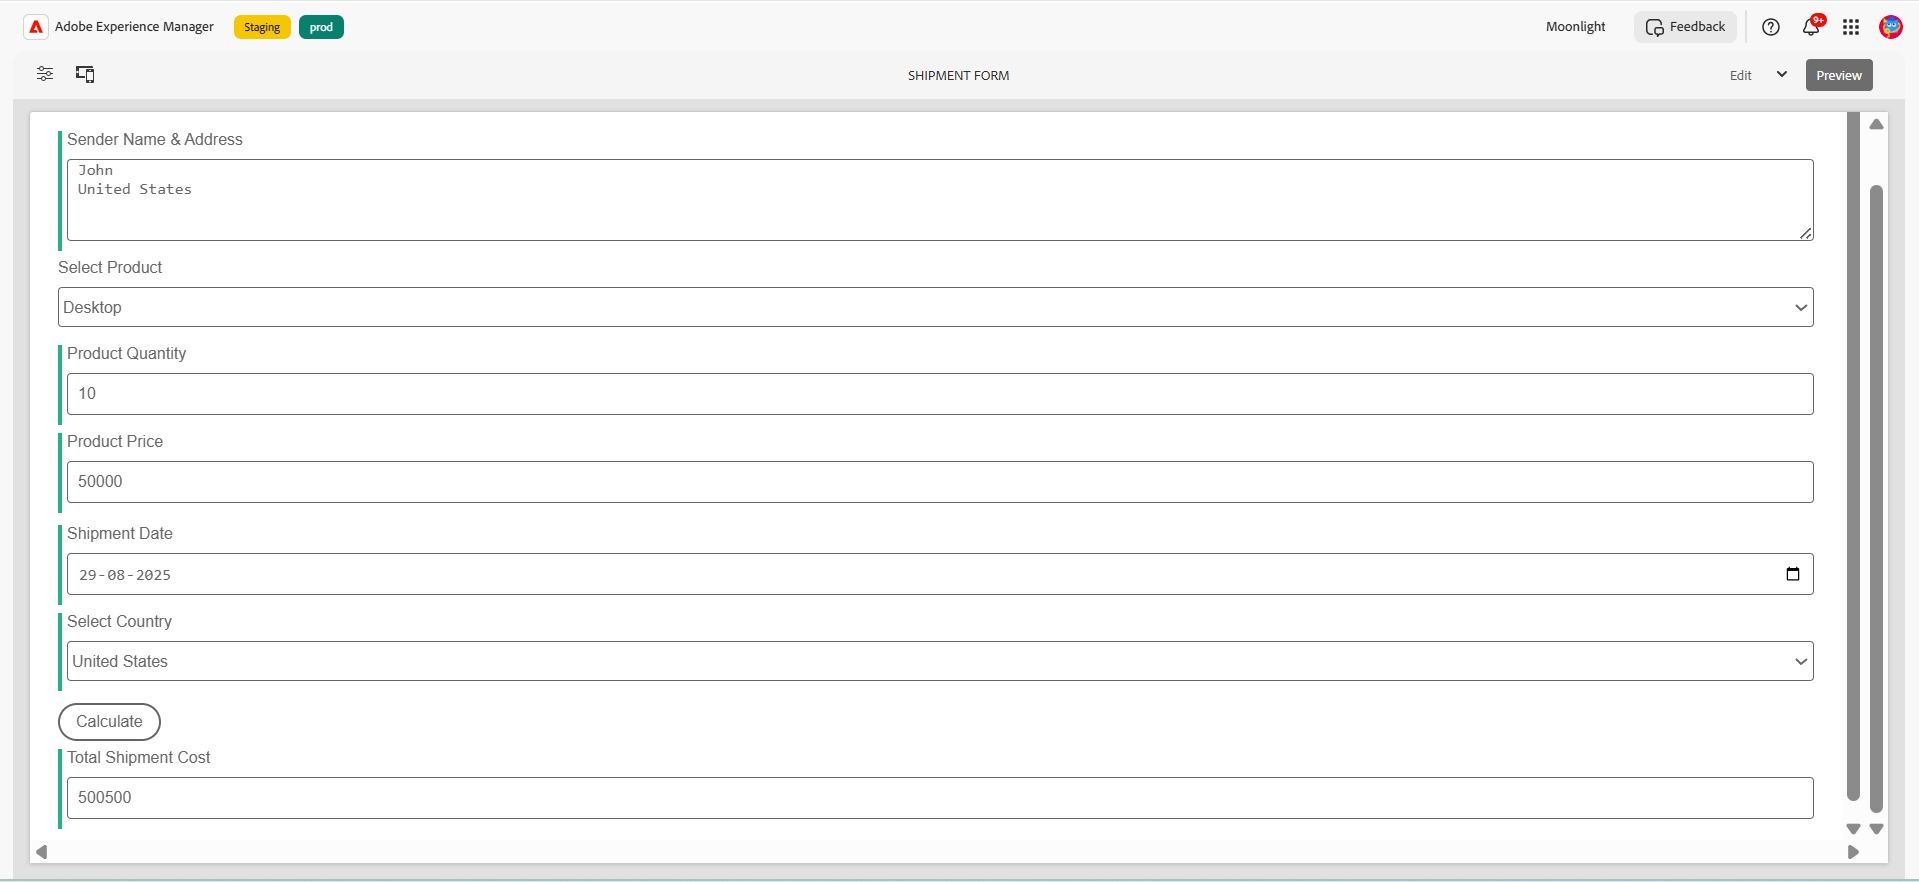 Adobe Experience Manager
Staging
prod
Moonlight
Feedback
9+
SHIPMENT FORM
Edit
Preview
Sender Name & Address
John
United States
Select Product
Desktop
Product Quantity
10
Product Price
50000
Shipment Date
29-08-2025
Select Country
United States
Calculate
Total Shipment Cost
500500